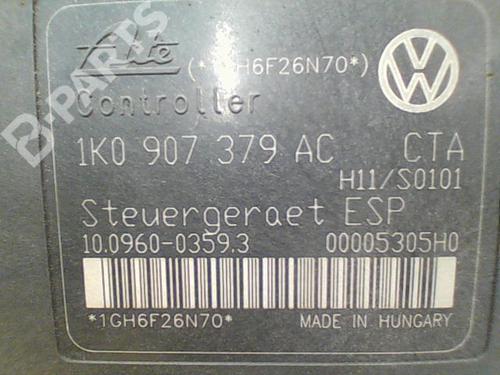 Ate (*1GH6F26N70*)
Controller
1K0 907 379 AC CTA
H11/S0101
Steuergeraet ESP
10.0960-0359.3 00005305H0
*1GH6F26N70* MADE IN HUNGARY
B-PARTS